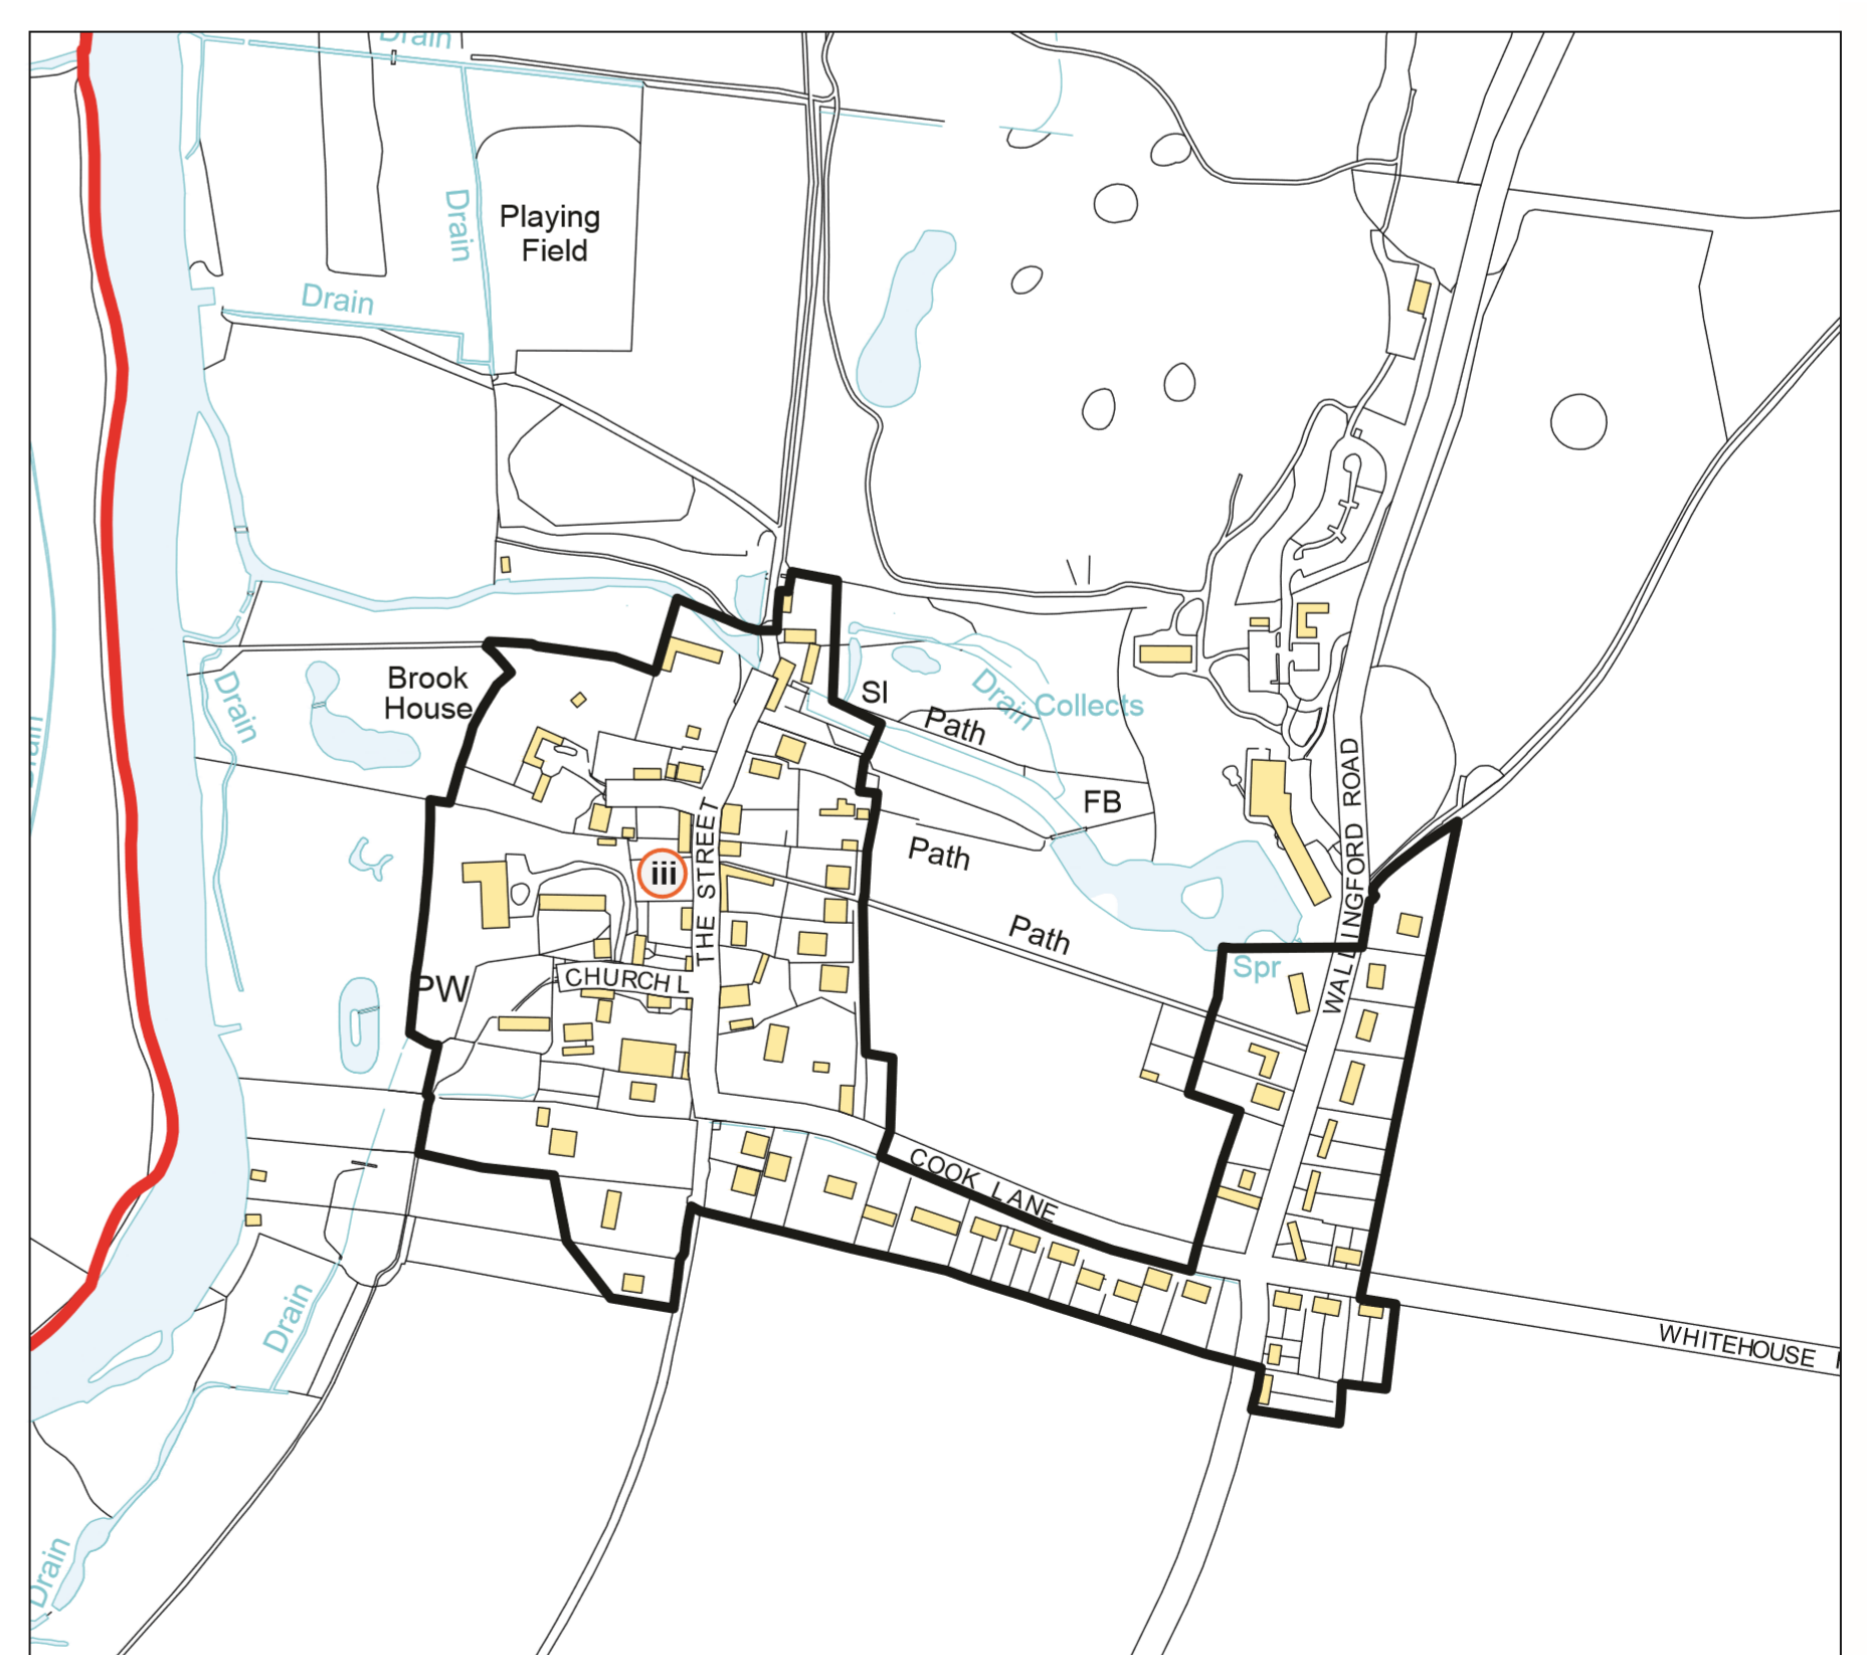 Drain
Drain
Playing
Field
Drain
Brook
House
Drain
SI
Path
Drain
Collects
FB
WALLINGFORD ROAD
THE STREET
Path
iii
Path
Spr
PW
CHURCH L
COOK LANE
Drain
WHITEHOUSE
Drain